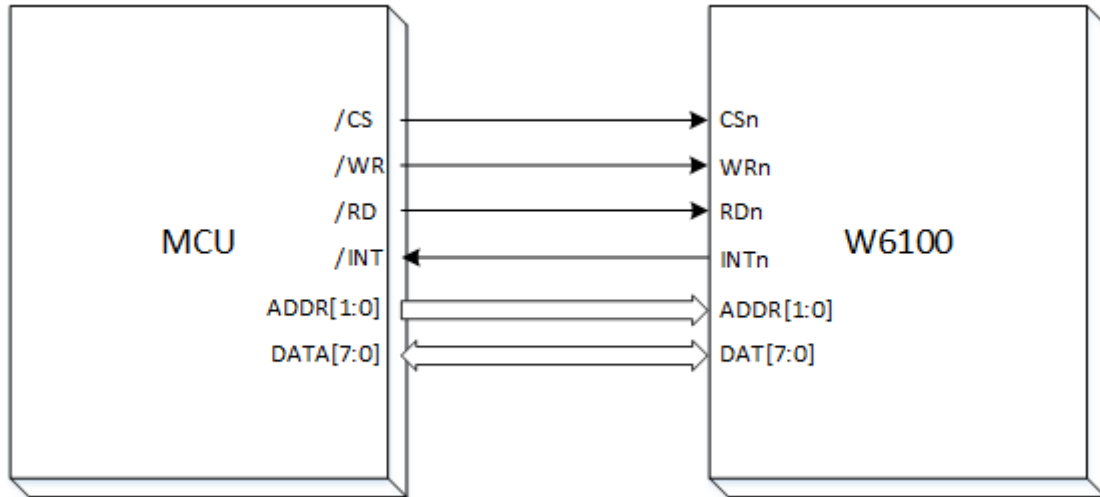 /CS CSn
/WR WRn
/RD RDn
MCU W6100
/INT INTn
ADDR[1:0] ADDR[1:0]
DATA[7:0] DAT[7:0]